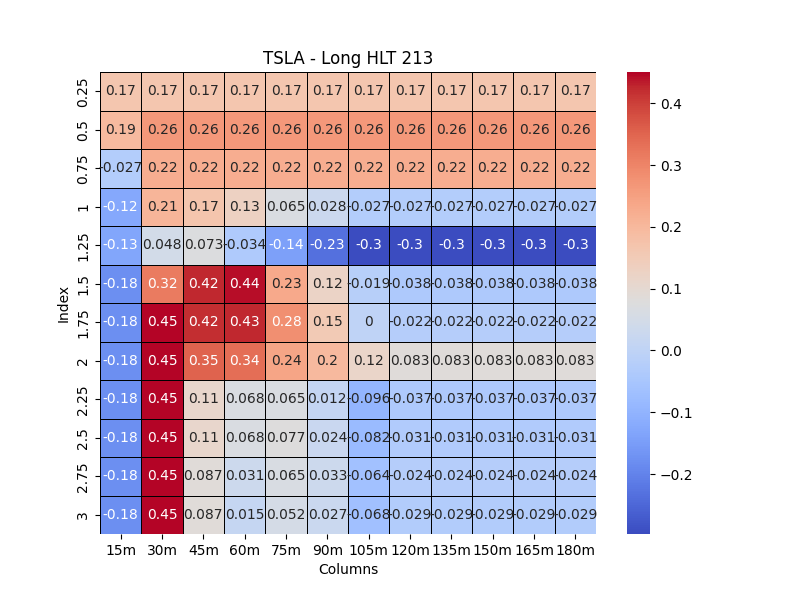 TSLA - Long HLT 213
0.25 0.17 0.17 0.17 0.17 0.17 0.17 0.17 0.17 0.17 0.17 0.17 0.17
0.5 0.19 0.26 0.26 0.26 0.26 0.26 0.26 0.26 0.26 0.26 0.26 0.26
0.75 -0.027 0.22 0.22 0.22 0.22 0.22 0.22 0.22 0.22 0.22 0.22 0.22
1 -0.12 0.21 0.17 0.13 0.065 0.028 -0.027 -0.027 -0.027 -0.027 -0.027 -0.027
1.25 -0.13 0.048 0.073 -0.034 -0.14 -0.23 -0.3 -0.3 -0.3 -0.3 -0.3 -0.3
1.5 -0.18 0.32 0.42 0.44 0.23 0.12 -0.019 -0.038 -0.038 -0.038 -0.038 -0.038
1.75 -0.18 0.45 0.42 0.43 0.28 0.15 0 -0.022 -0.022 -0.022 -0.022 -0.022
2 -0.18 0.45 0.35 0.34 0.24 0.2 0.12 0.083 0.083 0.083 0.083 0.083
2.25 -0.18 0.45 0.11 0.068 0.065 0.012 -0.096 -0.037 -0.037 -0.037 -0.037 -0.037
2.5 -0.18 0.45 0.11 0.068 0.077 0.024 -0.082 -0.031 -0.031 -0.031 -0.031 -0.031
2.75 -0.18 0.45 0.087 0.031 0.065 0.033 -0.064 -0.024 -0.024 -0.024 -0.024 -0.024
3 -0.18 0.45 0.087 0.015 0.052 0.027 -0.068 -0.029 -0.029 -0.029 -0.029 -0.029
15m 30m 45m 60m 75m 90m 105m 120m 135m 150m 165m 180m
Columns
Index
0.4
0.3
0.2
0.1
0.0
−0.1
−0.2